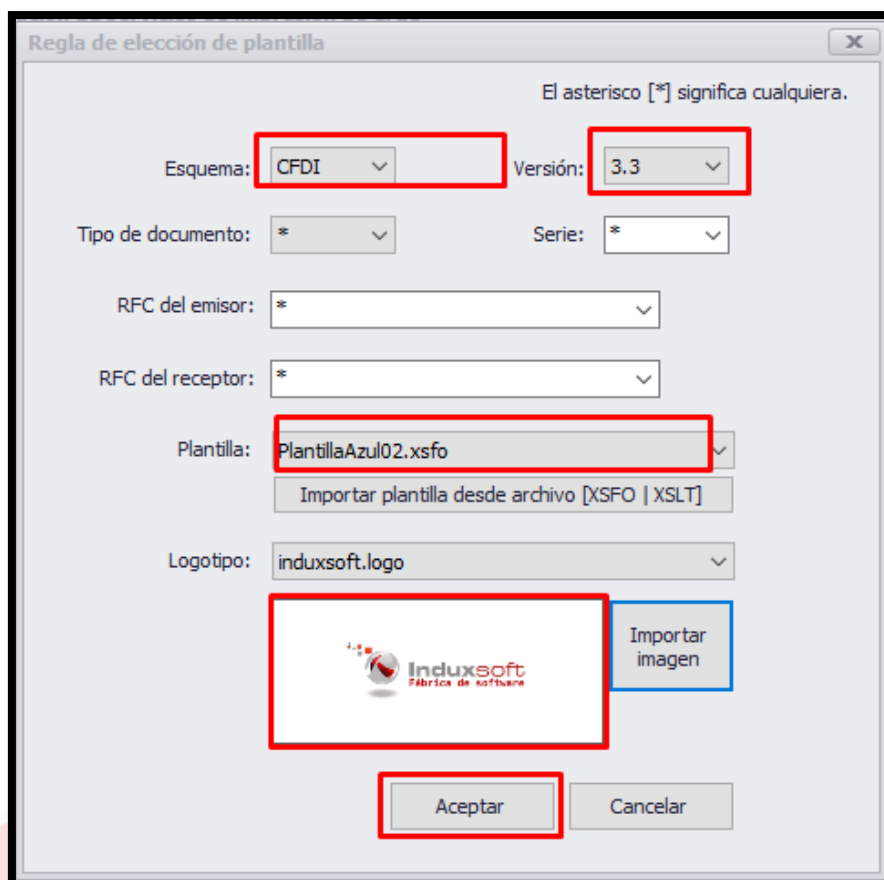 Regla de elección de plantilla
El asterisco [*] significa cualquiera.
Esquema: CFDI Versión: 3.3
Tipo de documento: * Serie: *
RFC del emisor: *
RFC del receptor: *
Plantilla: PlantillaAzul02.xsfo
Importar plantilla desde archivo [XSFO | XSLT]
Logotipo: induxsoft.logo
Induxsoft
Fábrica de software
Importar
imagen
Aceptar Cancelar